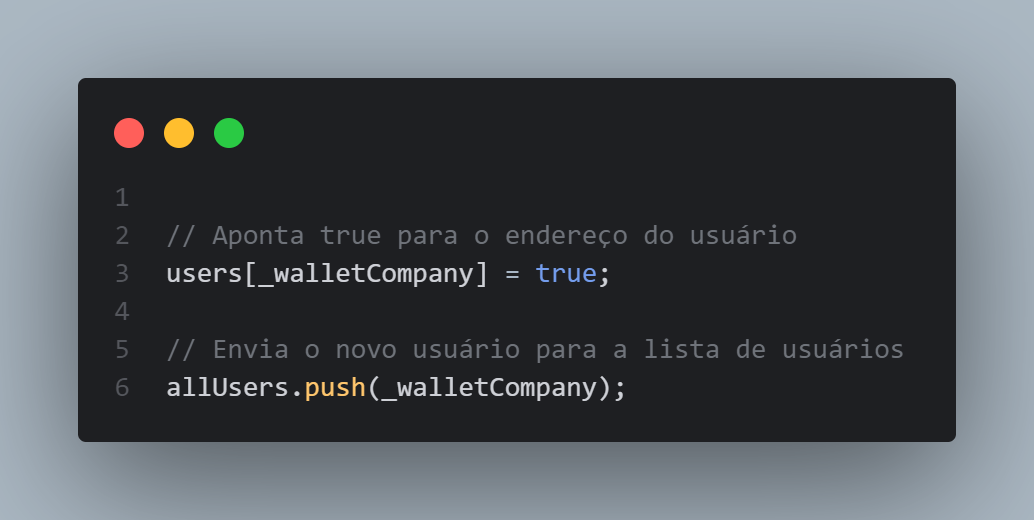 1
2 // Aponta true para o endereço do usuário
3 users[_walletCompany] = true;
4
5 // Envia o novo usuário para a lista de usuários
6 allUsers.push(_walletCompany);